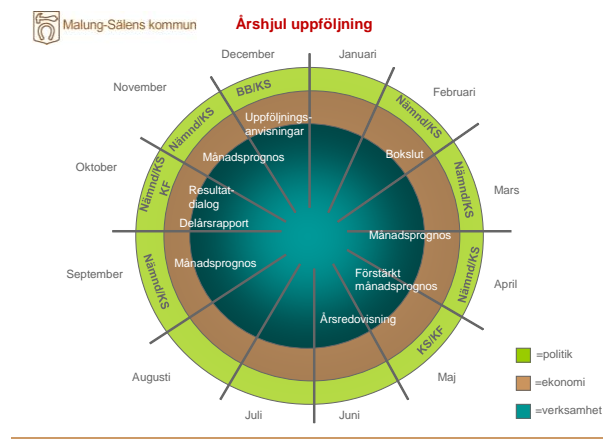 Malung-Sälens kommun
Årshjul uppföljning
December
Januari
November
Februari
BB/KS
Nämnd/KS
Nämnd/KS
Uppföljnings-
anvisningar
Månadsprognos
Bokslut
Oktober
Nämnd/KS
KF
Nämnd/KS
Mars
Resultat-
dialog
Delårsrapport
Månadsprognos
September
Nämnd/KS
Månadsprognos
Förstärkt
månadsprognos
Nämnd/KS
April
Årsredovisning
KS/KF
Augusti
Maj
Juli
Juni
=politik
=ekonomi
=verksamhet